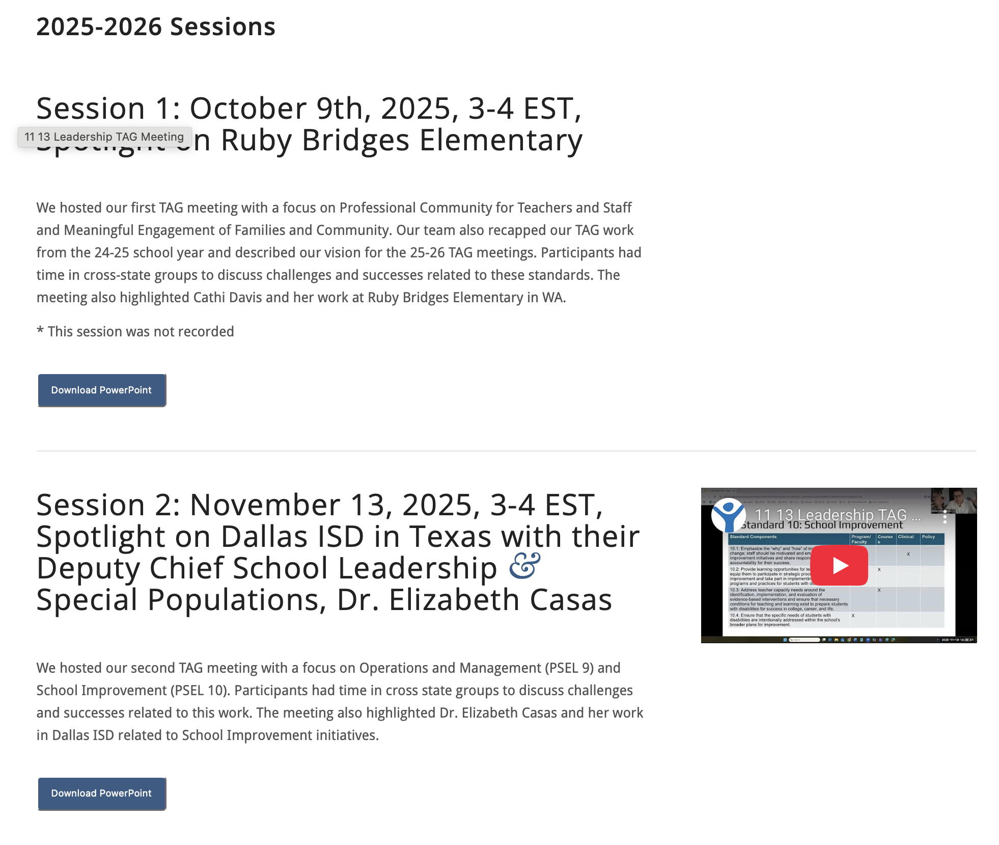 2025-2026 Sessions
Session 1: October 9th, 2025, 3-4 EST,
11 13 Leadership TAG Meeting
Spotlight on Ruby Bridges Elementary
We hosted our first TAG meeting with a focus on Professional Community for Teachers and Staff
and Meaningful Engagement of Families and Community. Our team also recapped our TAG work
from the 24-25 school year and described our vision for the 25-26 TAG meetings. Participants had
time in cross-state groups to discuss challenges and successes related to these standards. The
meeting also highlighted Cathi Davis and her work at Ruby Bridges Elementary in WA.
* This session was not recorded
Download PowerPoint
Session 2: November 13, 2025, 3-4 EST,
Spotlight on Dallas ISD in Texas with their
Deputy Chief School Leadership &
Special Populations, Dr. Elizabeth Casas
We hosted our second TAG meeting with a focus on Operations and Management (PSEL 9) and
School Improvement (PSEL 10). Participants had time in cross state groups to discuss challenges
and successes related to this work. The meeting also highlighted Dr. Elizabeth Casas and her work
in Dallas ISD related to School Improvement initiatives.
Download PowerPoint
11 13 Leadership TAG ...
Standard 10: School Improvement
Standard Components Program/ Course Clinical Policy
Faculty s
10.1: Emphasize the "why" and "how" of
change; staff should be motivated and
improvement initiatives and share
accountability for their success.
X
10.2: Provide learning opportunities for
equip them to participate in strategic
improvement and take part in
programs and practices for students with
X
10.3: Address teacher capacity needs around the
identification, implementation, and evaluation of
evidence-based interventions and ensure that necessary
conditions for teaching and learning exist to prepare students
with disabilities for success in college, career, and life.
X
10.4: Ensure that the specific needs of students with
disabilities are intentionally addressed within the school's
broader plans for improvement.
X